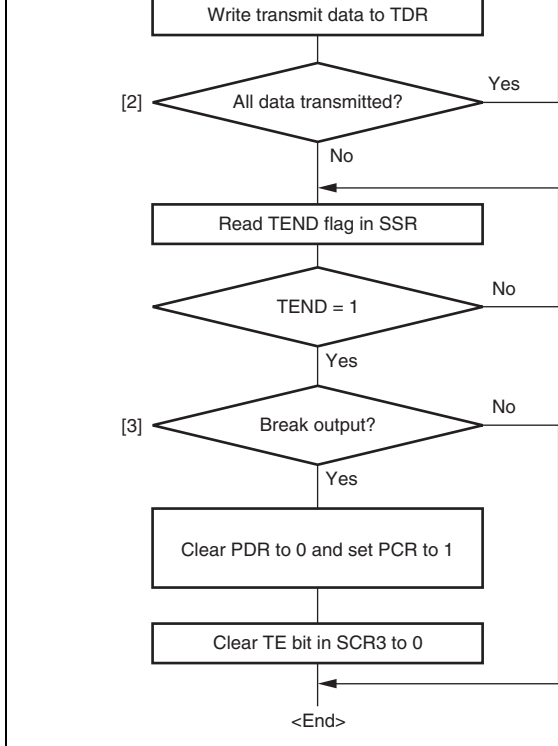 Write transmit data to TDR
[2]
All data transmitted?
Yes
No
Read TEND flag in SSR
TEND = 1
No
Yes
[3]
Break output?
No
Yes
Clear PDR to 0 and set PCR to 1
Clear TE bit in SCR3 to 0
<End>